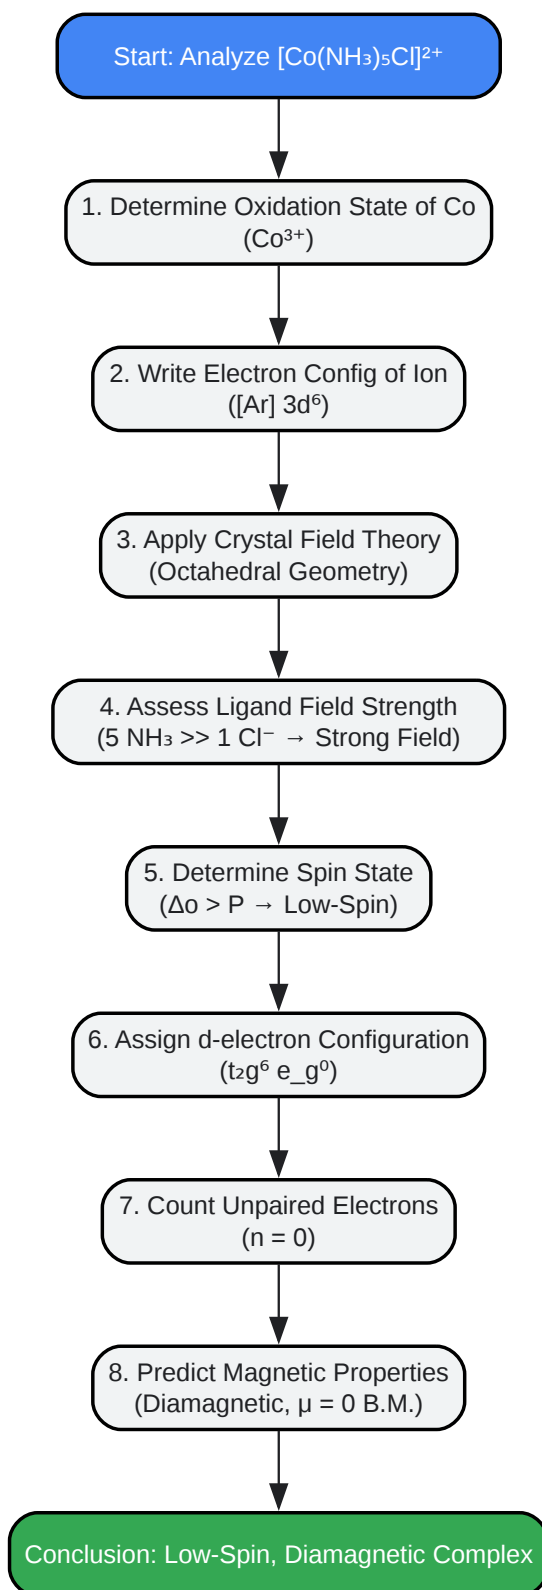 Start: Analyze [Co(NH₃)₅Cl]²⁺
1. Determine Oxidation State of Co
(Co³⁺)
2. Write Electron Config of Ion
([Ar] 3d⁶)
3. Apply Crystal Field Theory
(Octahedral Geometry)
4. Assess Ligand Field Strength
(5 NH₃ >> 1 Cl⁻ → Strong Field)
5. Determine Spin State
(Δo > P → Low-Spin)
6. Assign d-electron Configuration
(t₂g⁶ e_g⁰)
7. Count Unpaired Electrons
(n = 0)
8. Predict Magnetic Properties
(Diamagnetic, μ = 0 B.M.)
Conclusion: Low-Spin, Diamagnetic Complex